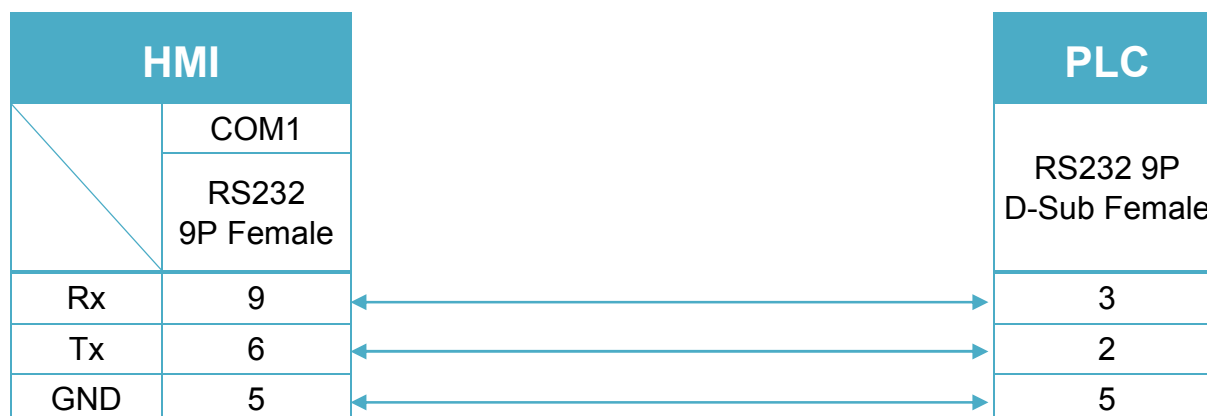 HMI
PLC
COM1
RS232
9P Female
RS232 9P
D-Sub Female
Rx 9 3
Tx 6 2
GND 5 5